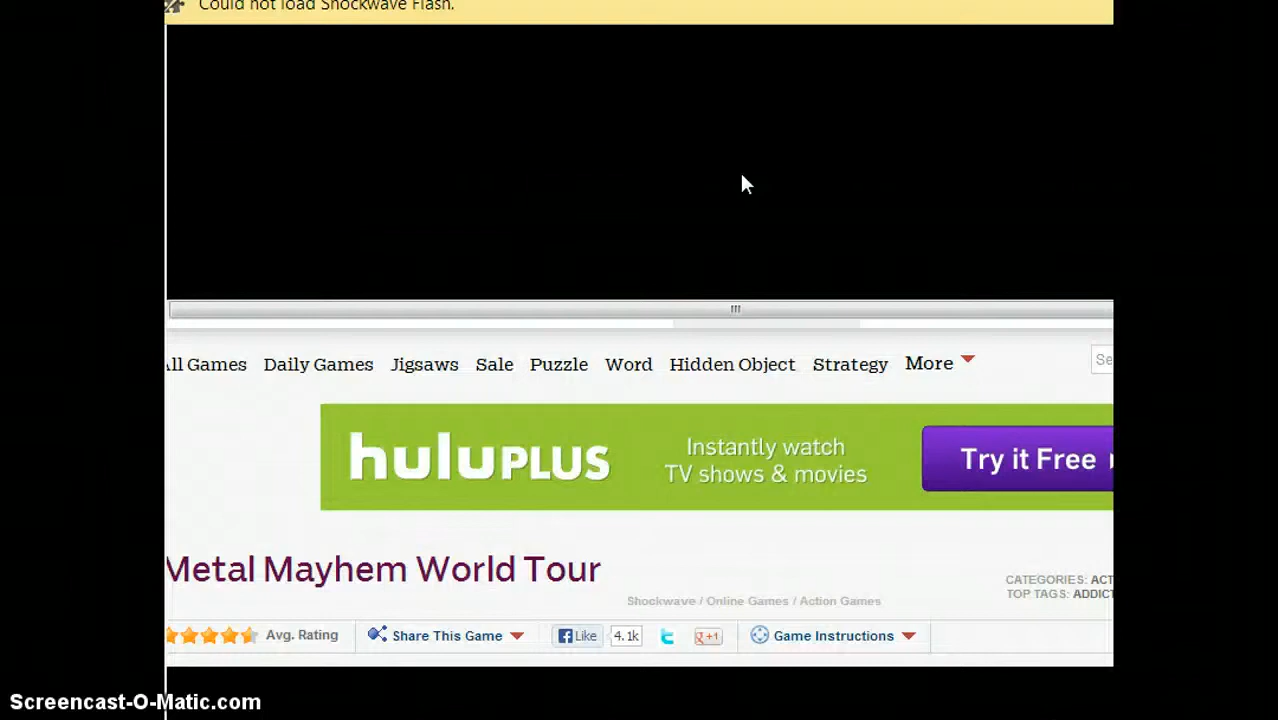 Could not load Shockwave Flash.
All Games Daily Games Jigsaws Sale Puzzle Word Hidden Object Strategy More Se
huluPLUS Instantly watch TV shows & movies Try it Free
Metal Mayhem World Tour
CATEGORIES: ACT
TOP TAGS: ADDICT
Shockwave / Online Games / Action Games
Avg. Rating Share This Game Like 4.1k +1 Game Instructions
Screencast-O-Matic.com